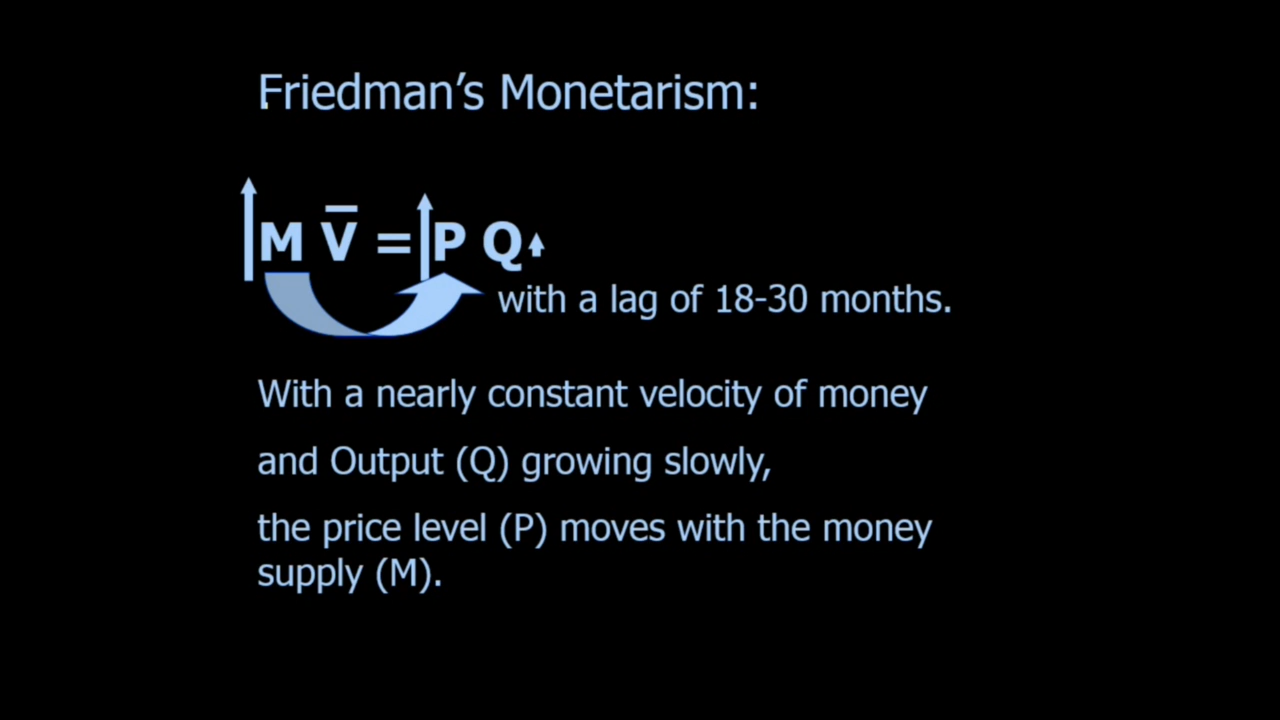 Friedman’s Monetarism:
M V̅ = P Q
with a lag of 18-30 months.
With a nearly constant velocity of money
and Output (Q) growing slowly,
the price level (P) moves with the money
supply (M).